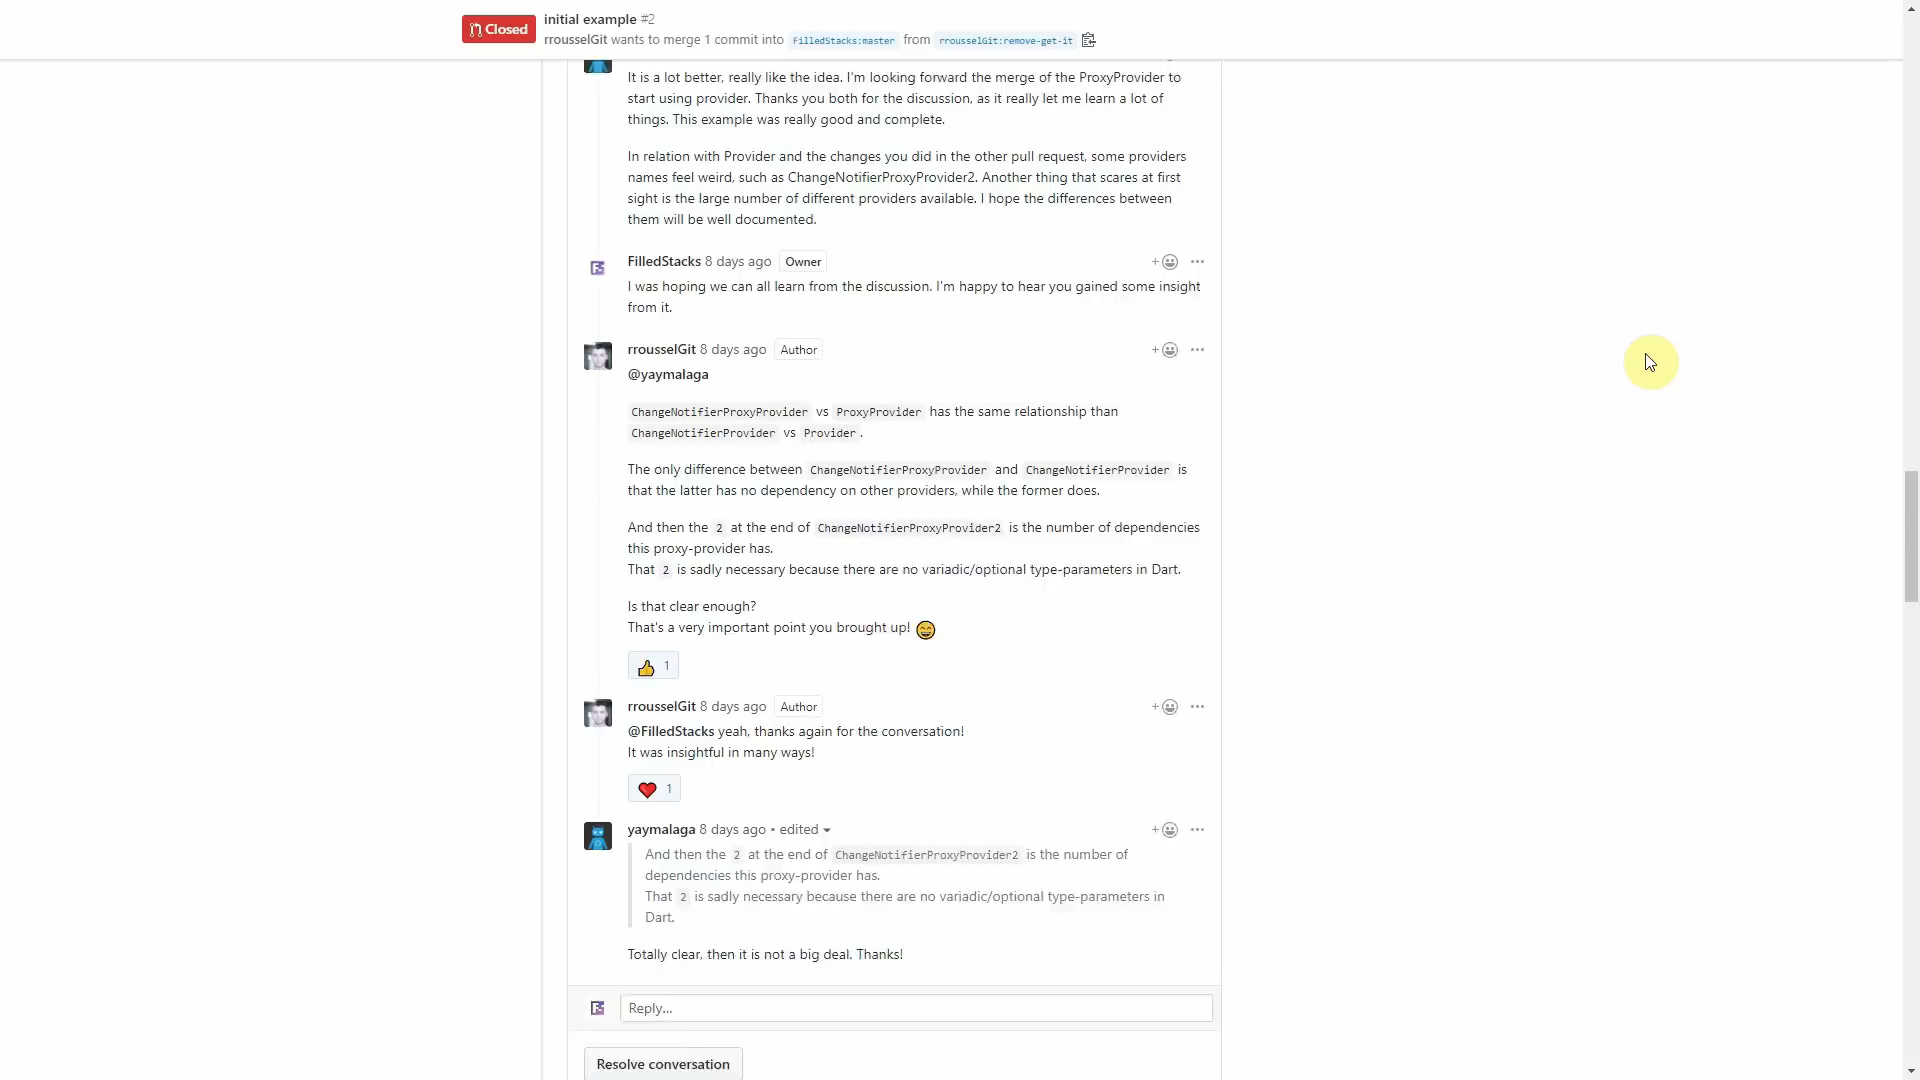 Closed
initial example #2
rrousselGit wants to merge 1 commit into FilledStacks:master from rrousselGit:remove-get-it
It is a lot better, really like the idea. I'm looking forward the merge of the ProxyProvider to
start using provider. Thanks you both for the discussion, as it really let me learn a lot of
things. This example was really good and complete.
In relation with Provider and the changes you did in the other pull request, some providers
names feel weird, such as ChangeNotifierProxyProvider2. Another thing that scares at first
sight is the large number of different providers available. I hope the differences between
them will be well documented.
FilledStacks 8 days ago Owner
I was hoping we can all learn from the discussion. I'm happy to hear you gained some insight
from it.
rrousselGit 8 days ago Author
@yaymalaga
ChangeNotifierProxyProvider vs ProxyProvider has the same relationship than
ChangeNotifierProvider vs Provider.
The only difference between ChangeNotifierProxyProvider and ChangeNotifierProvider is
that the latter has no dependency on other providers, while the former does.
And then the 2 at the end of ChangeNotifierProxyProvider2 is the number of dependencies
this proxy-provider has.
That 2 is sadly necessary because there are no variadic/optional type-parameters in Dart.
Is that clear enough?
That's a very important point you brought up! 😄
👍 1
rrousselGit 8 days ago Author
@FilledStacks yeah, thanks again for the conversation!
It was insightful in many ways!
❤️ 1
yaymalaga 8 days ago • edited
And then the 2 at the end of ChangeNotifierProxyProvider2 is the number of
dependencies this proxy-provider has.
That 2 is sadly necessary because there are no variadic/optional type-parameters in
Dart.
Totally clear, then it is not a big deal. Thanks!
Reply...
Resolve conversation